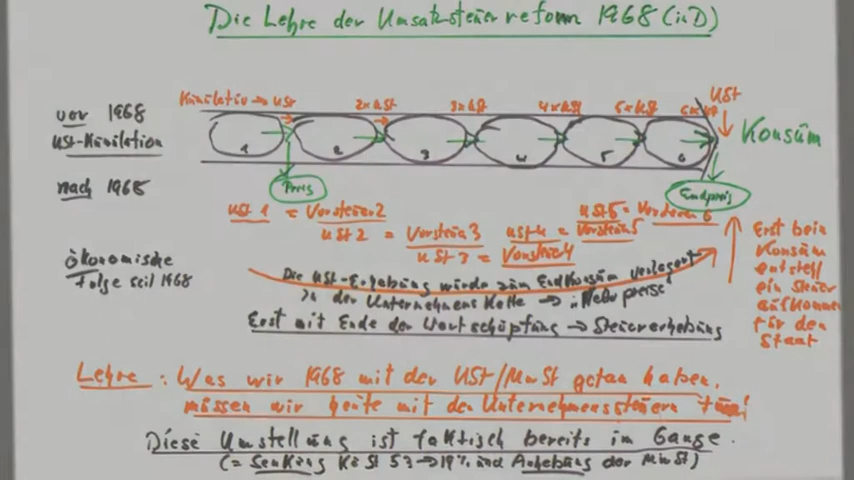 Die Lehre der Umsatzsteuerreform 1968 (i.D)
USt
Kumulativ → USt 2x USt 3x USt 4x USt 5x USt 6x USt
vor 1968
USt-Kumulation
1 2 3 4 5 6
Konsum
nach 1968
Preis
Endpreis
USt 1 = Vorsteuer 2
USt 2 = Vorsteuer 3
USt 3 = Vorsteuer 4
USt 4 = Vorsteuer 5
USt 5 = Vorsteuer 6
Erst beim
Konsum
entsteht
ein Steuer
aufkommen
für den
Staat
ökonomische
Folge seit 1968
Die USt-Erhebung wurde zum Endkonsum verlagert
In der Unternehmens Kette → "Nettopreise"
Erst mit Ende der Wertschöpfung → Steuererhebung
Lehre: Was wir 1968 mit der USt/MwSt getan haben,
müssen wir heute mit den Unternehmenssteuern tun!
Diese Umstellung ist faktisch bereits im Gange.
(= Senkung KöSt 53 → 19% und Anhebung der MwSt)